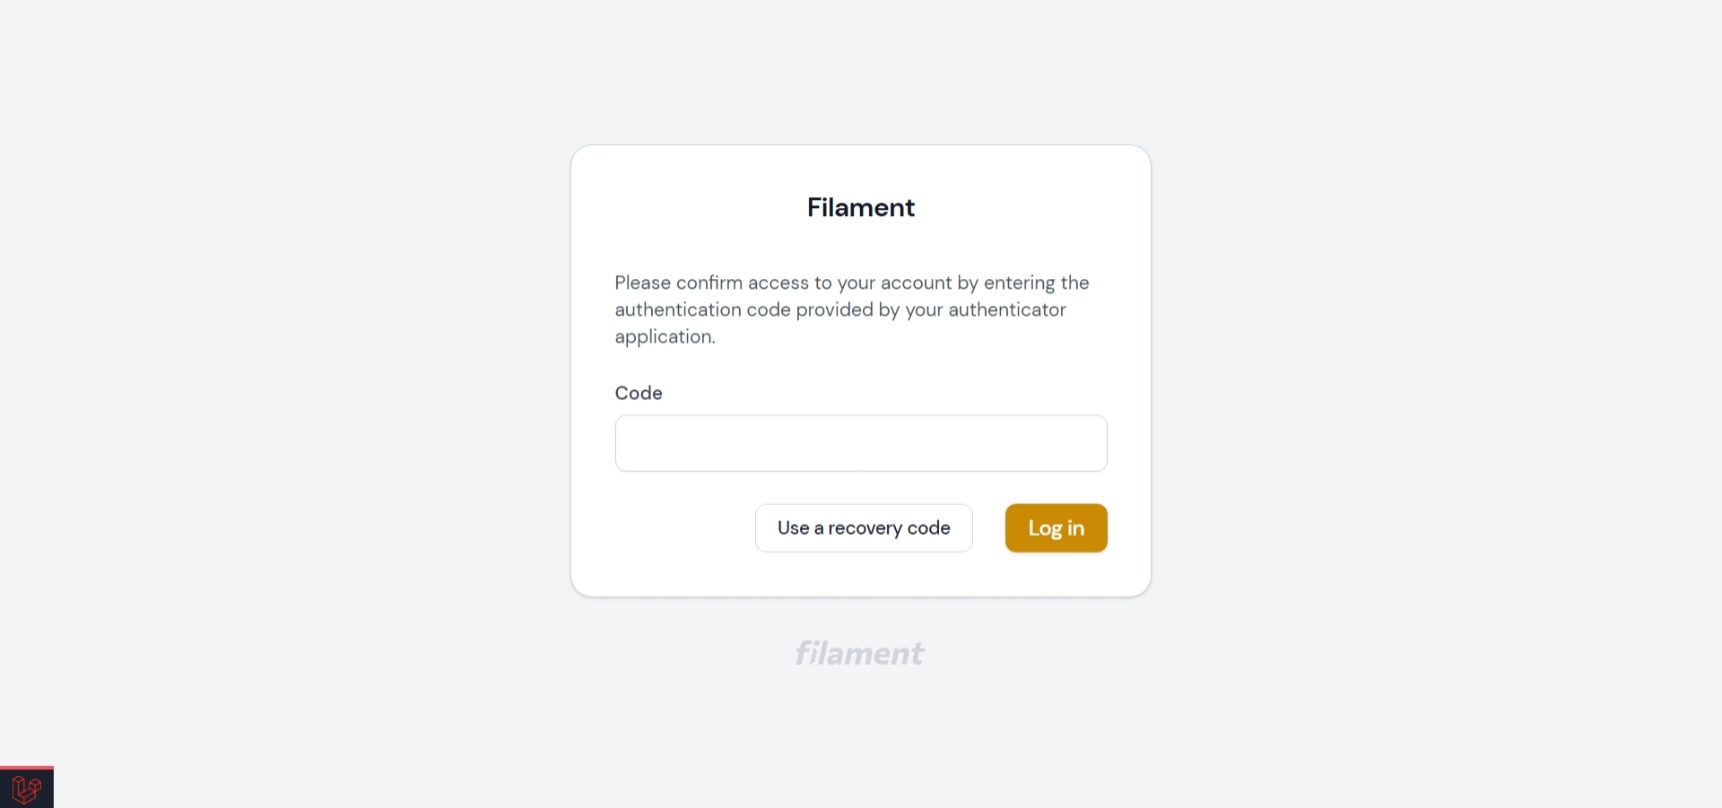 Filament
Please confirm access to your account by entering the
authentication code provided by your authenticator
application.
Code
Use a recovery code
Log in
filament